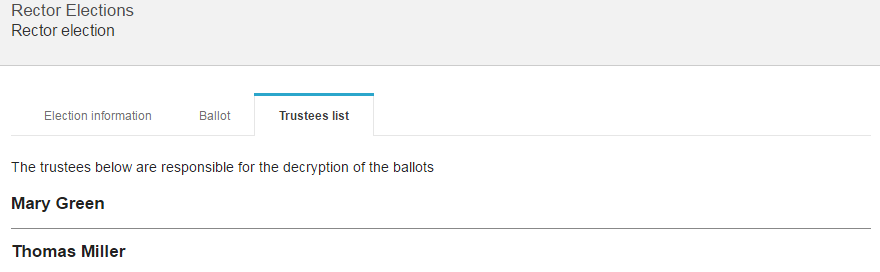 Rector Elections
Rector election
Election information Ballot Trustees list
The trustees below are responsible for the decryption of the ballots
Mary Green
Thomas Miller